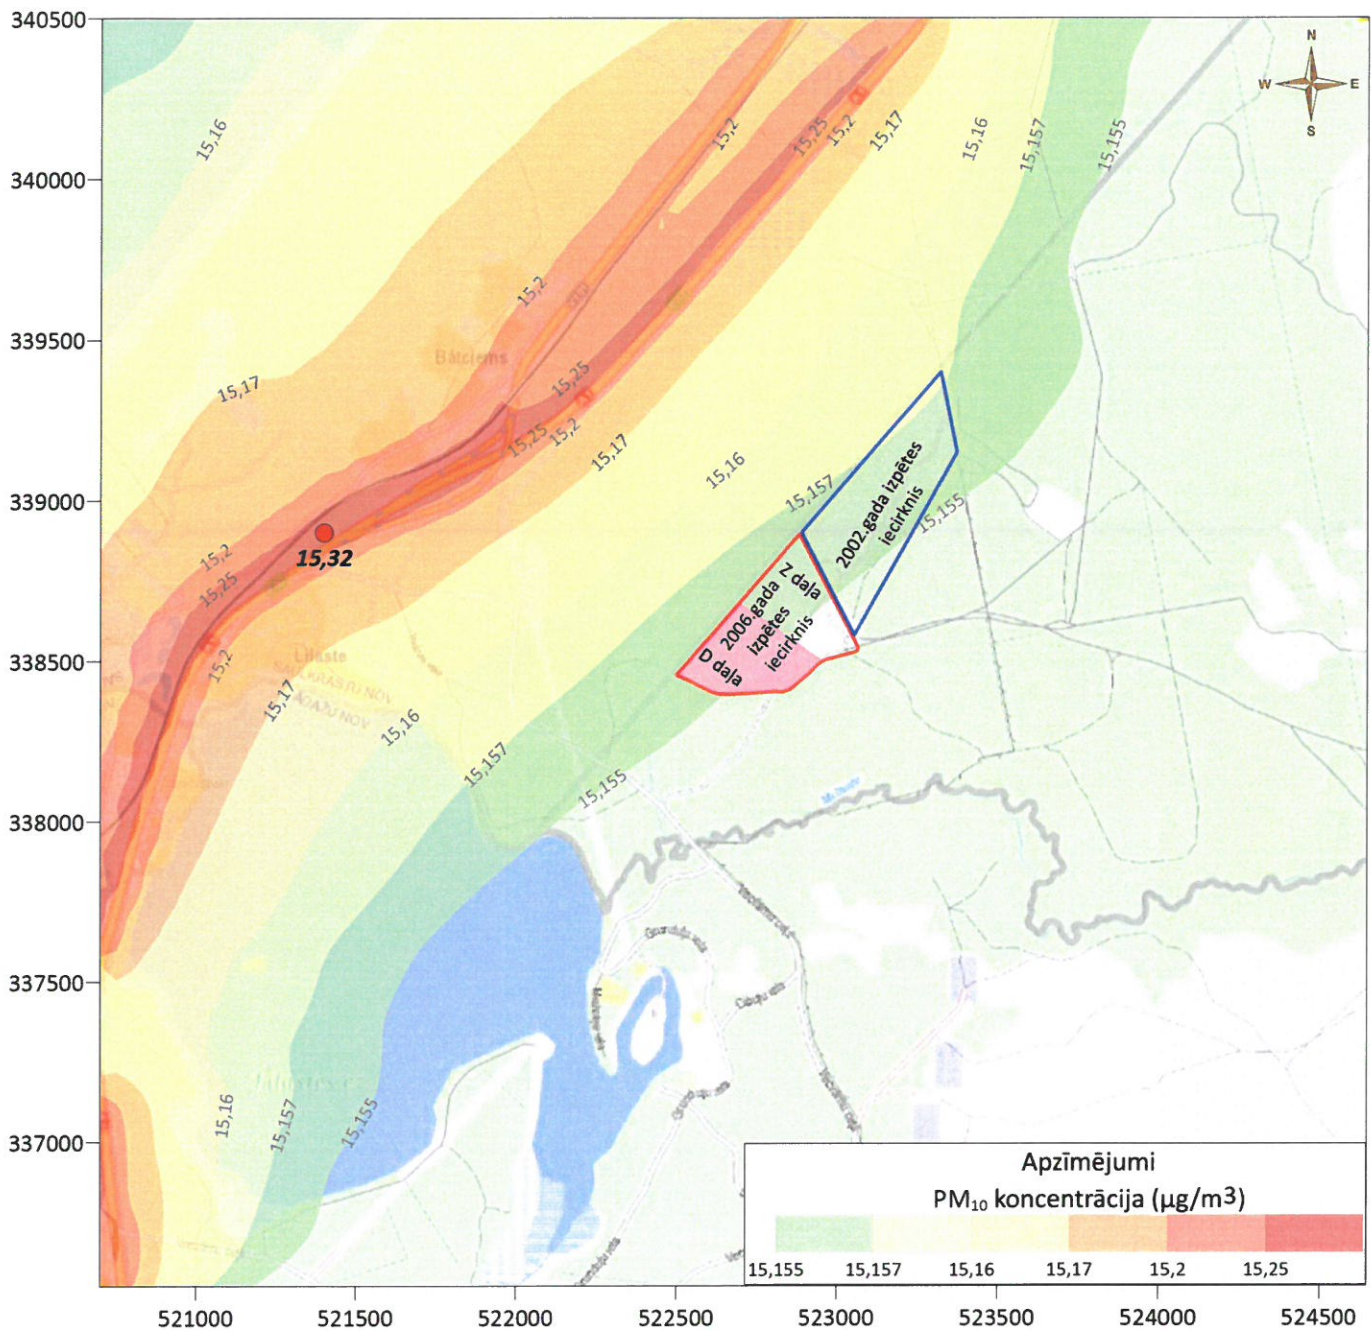 340500
340000
339500
339000
338500
338000
337500
337000
521000
521500
522000
522500
523000
523500
524000
524500
N
W
E
S
15,16
15,2
15,25
15,2
15,17
15,16
15,157
15,155
15,2
15,17
Bātciems
15,25
15,25
15,2
15,17
15,16
15,157
15,155
15,32
15,2
15,25
15,2
15,17
15,16
15,157
15,155
2002.gada izpētes
iecirknis
Z daļa
2006.gada
izpētes
iecirknis
D daļa
Lilaste
SAULKRASTU NOV.
ĀDAŽU NOV.
15,16
15,157
15,155
Apzīmējumi
PM₁₀ koncentrācija (µg/m³)
15,155
15,157
15,16
15,17
15,2
15,25